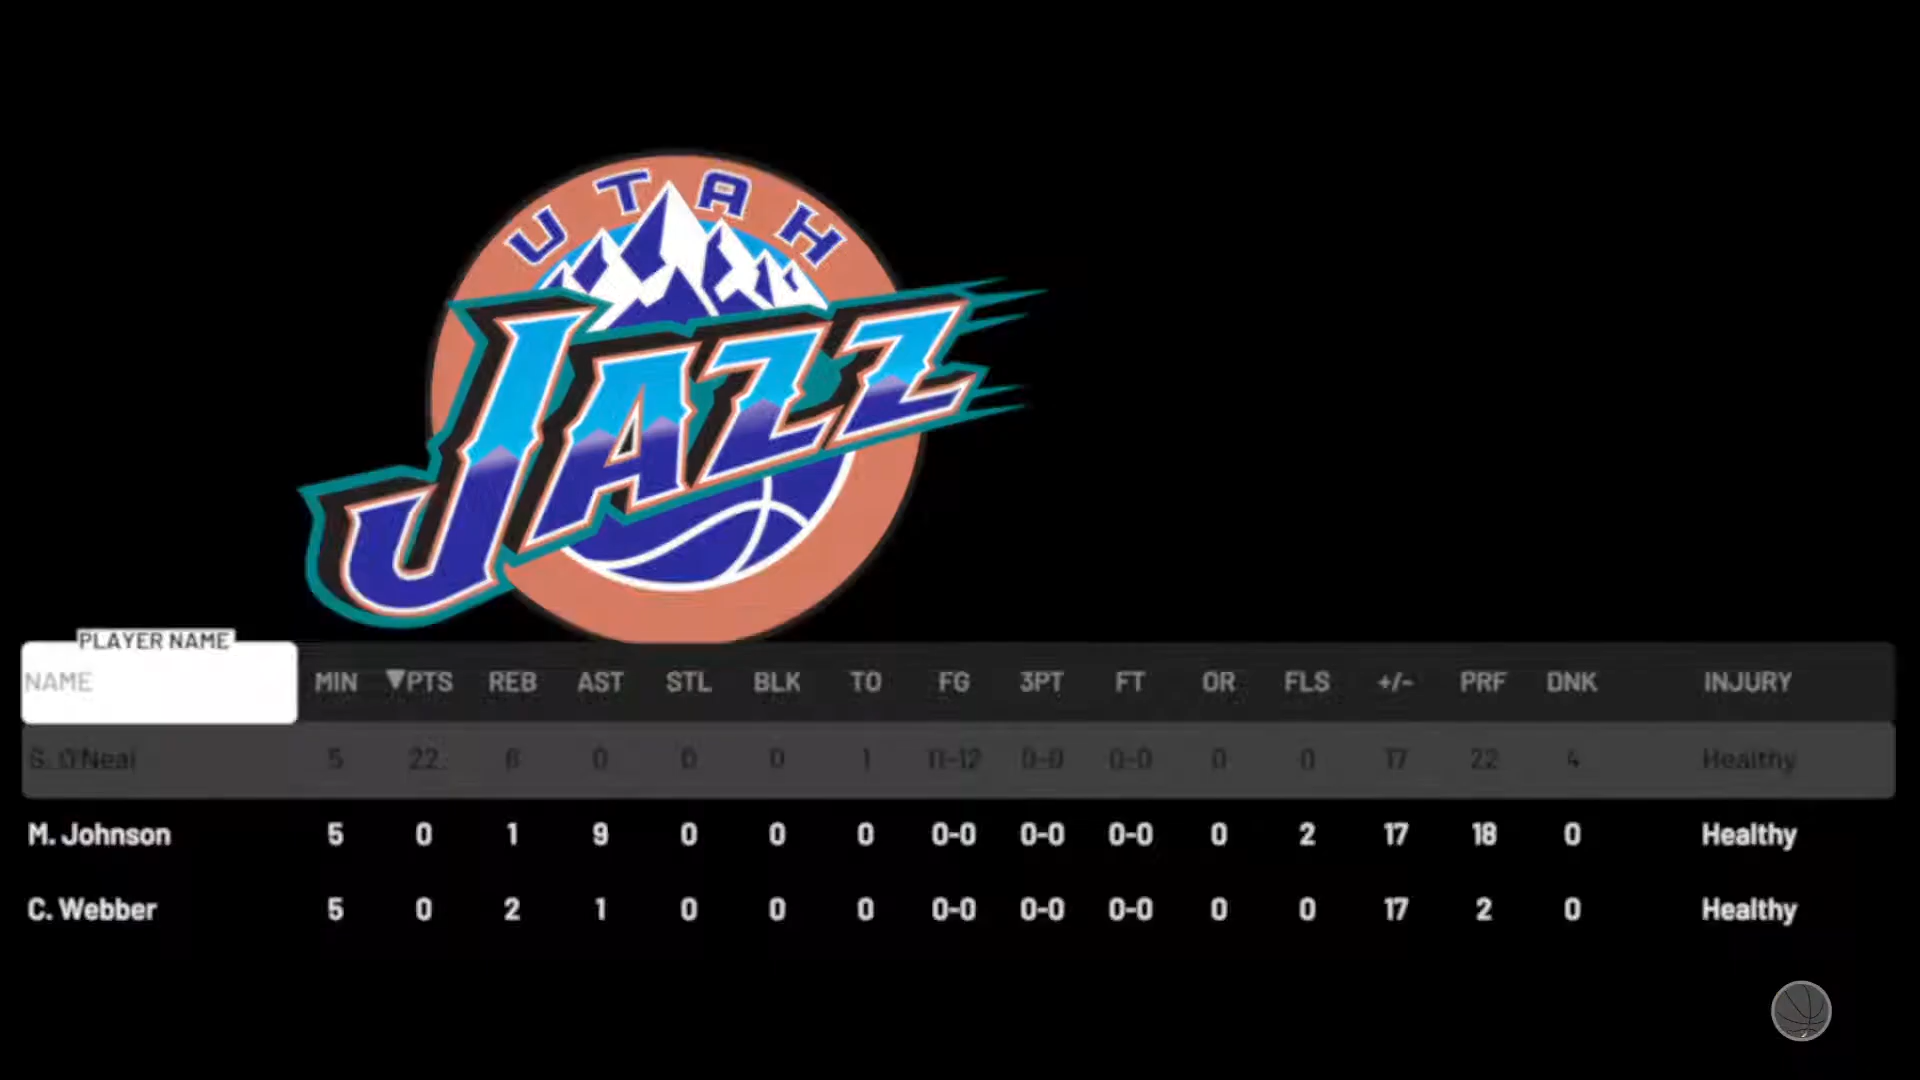 UTAH
JAZZ
PLAYER NAME
NAME MIN ▼PTS REB AST STL BLK TO FG 3PT FT OR FLS +/- PRF DNK INJURY
S. O'Neal 5 22 6 0 0 0 1 11-12 0-0 0-0 0 0 17 22 4 Healthy
M. Johnson 5 0 1 9 0 0 0 0-0 0-0 0-0 0 2 17 18 0 Healthy
C. Webber 5 0 2 1 0 0 0 0-0 0-0 0-0 0 0 17 2 0 Healthy